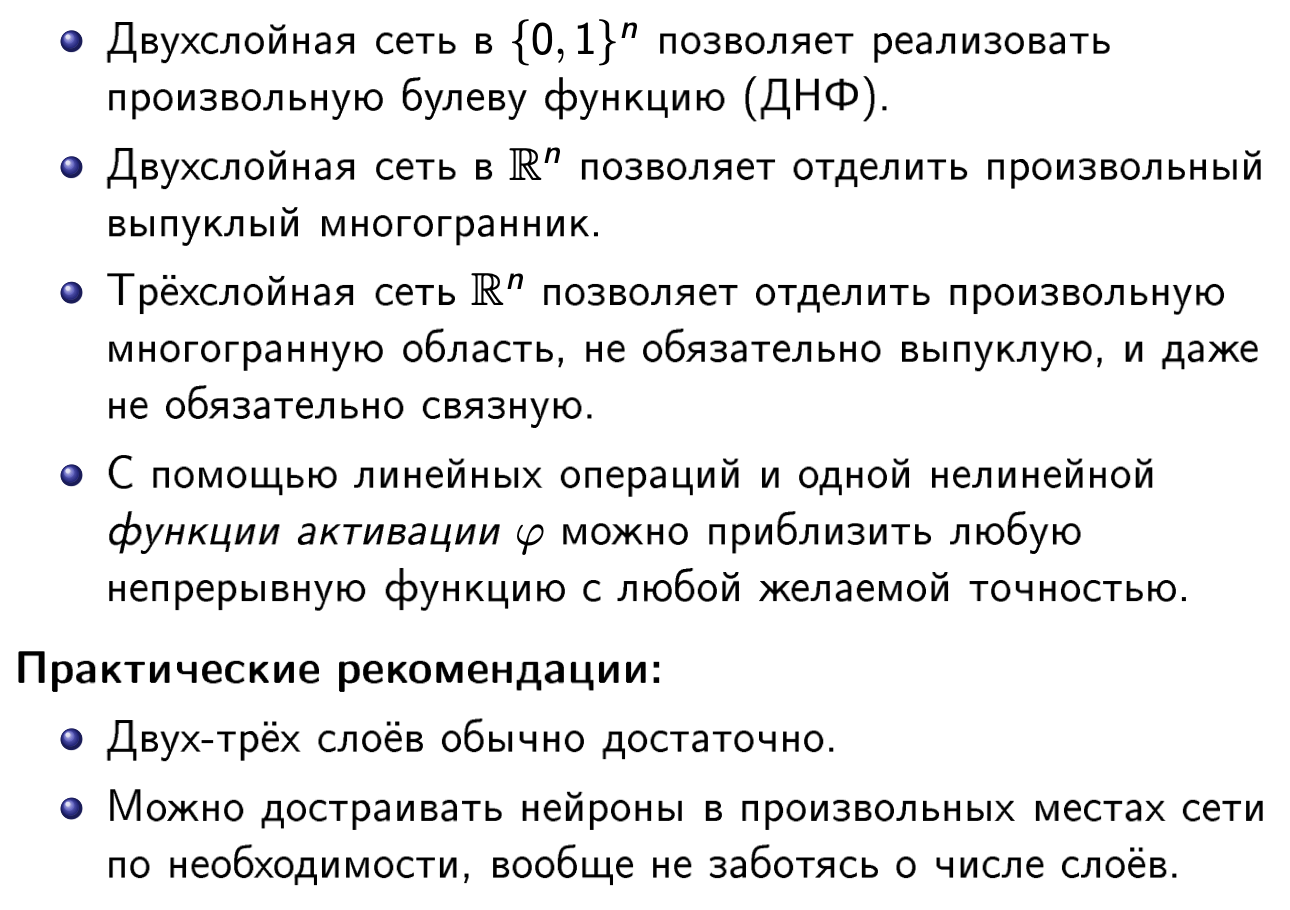 Двухслойная сеть в {0, 1}ⁿ позволяет реализовать
произвольную булеву функцию (ДНФ).
Двухслойная сеть в ℝⁿ позволяет отделить произвольный
выпуклый многогранник.
Трёхслойная сеть ℝⁿ позволяет отделить произвольную
многогранную область, не обязательно выпуклую, и даже
не обязательно связную.
С помощью линейных операций и одной нелинейной
функции активации φ можно приблизить любую
непрерывную функцию с любой желаемой точностью.
Практические рекомендации:
Двух-трёх слоёв обычно достаточно.
Можно достраивать нейроны в произвольных местах сети
по необходимости, вообще не заботясь о числе слоёв.